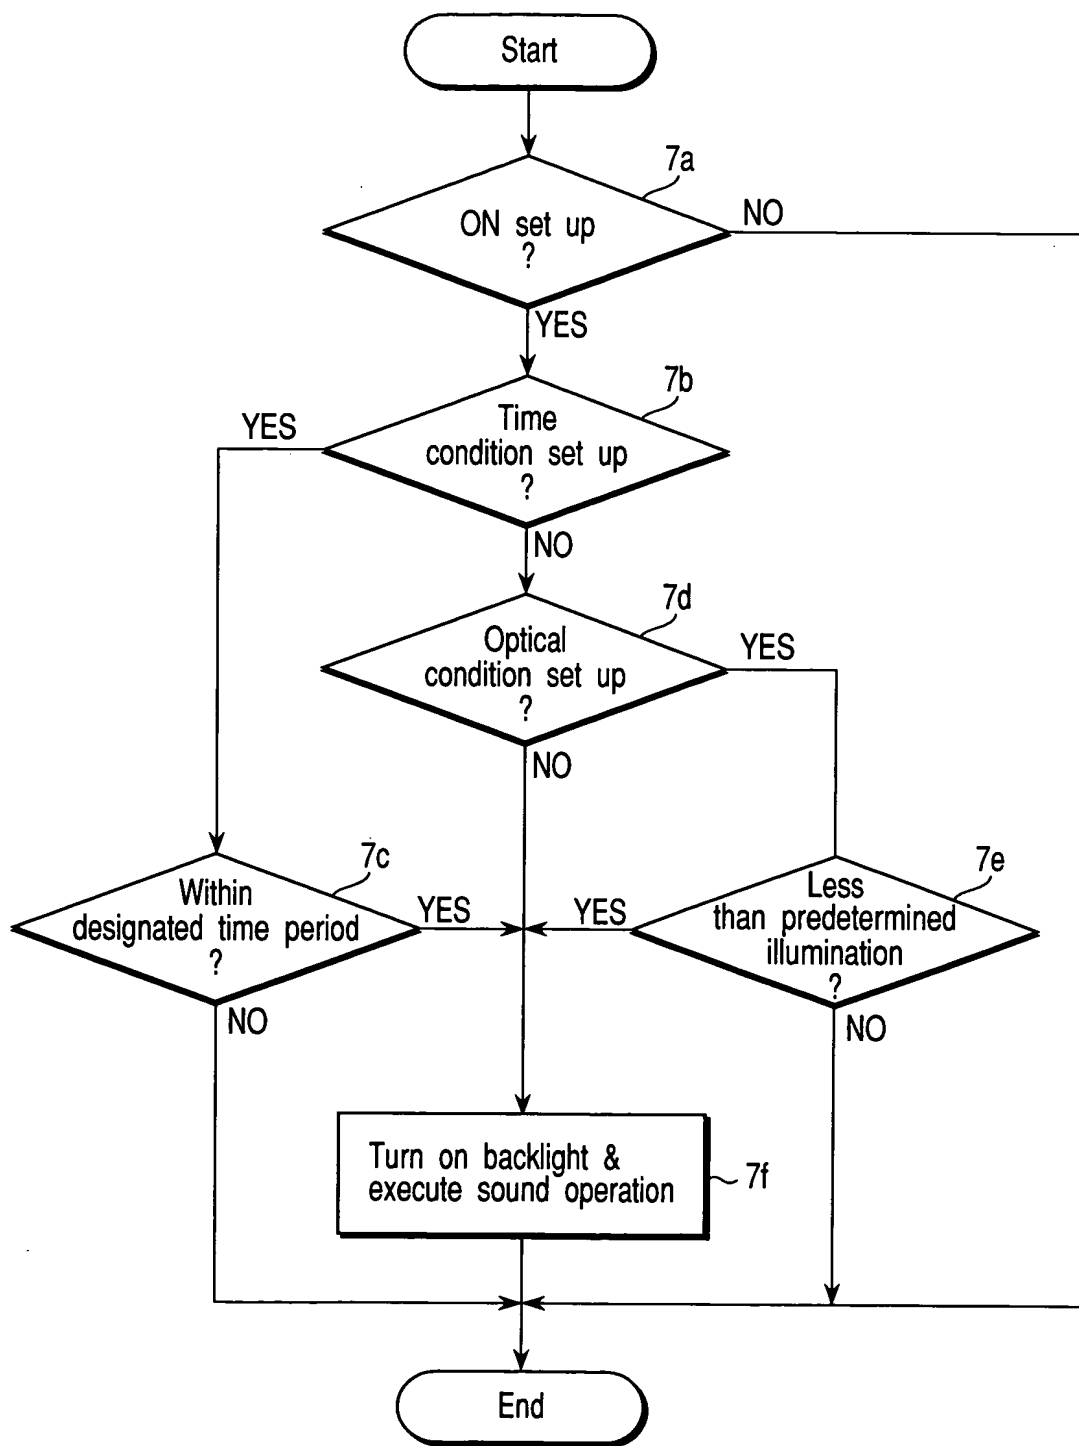 Start
7a
NO
ON set up
?
YES
7b
YES
Time
condition set up
?
NO
7d
YES
Optical
condition set up
?
NO
7c
7e
Within
designated time period
?
YES
YES
Less
than predetermined
illumination
?
NO
NO
Turn on backlight &
execute sound operation
7f
End